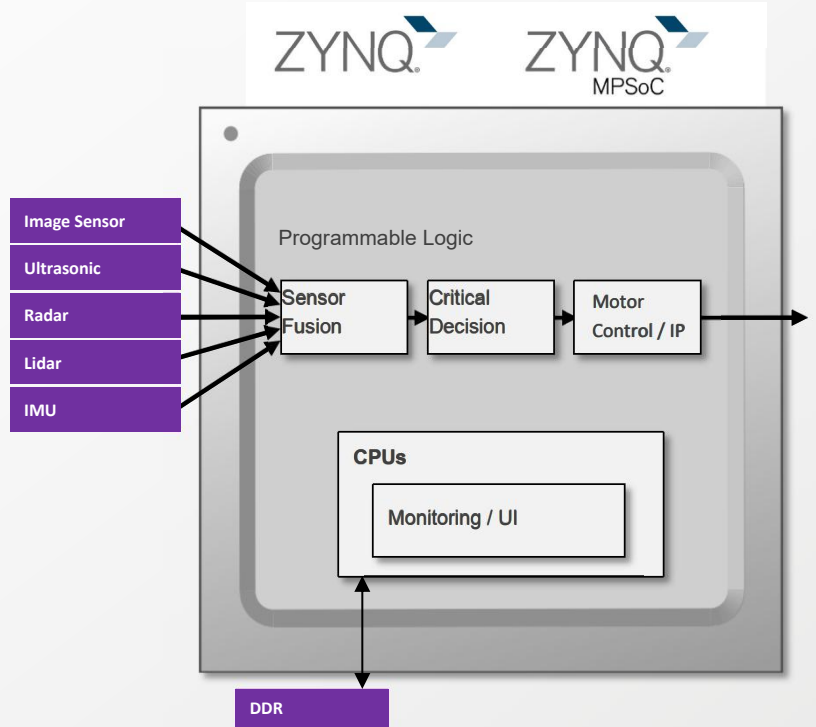 ZYNQ®
ZYNQ®
MPSoC
Image Sensor
Ultrasonic
Radar
Lidar
IMU
Programmable Logic
Sensor
Fusion
Critical
Decision
Motor
Control / IP
CPUs
Monitoring / UI
DDR